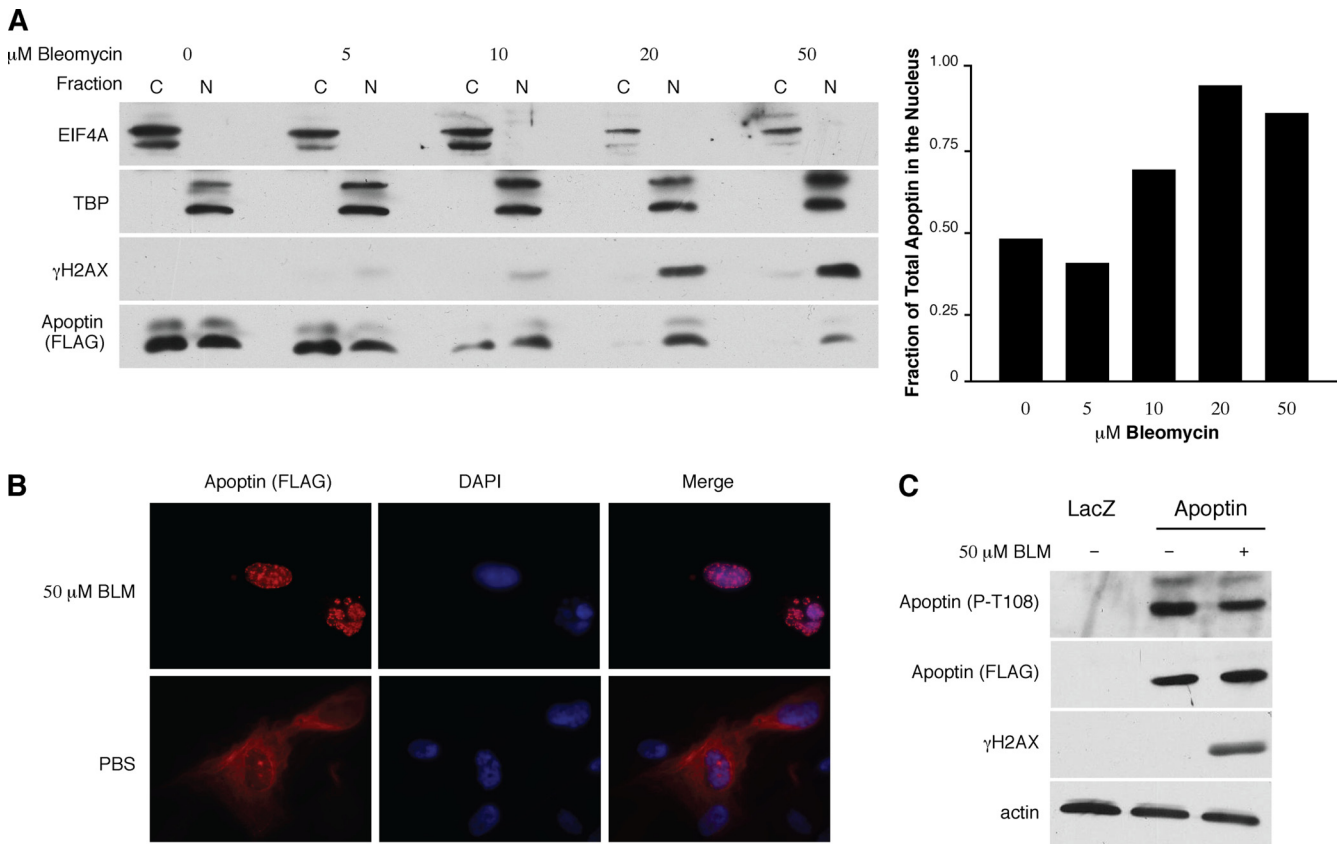 A
μM Bleomycin 0 5 10 20 50
Fraction C N C N C N C N C N
EIF4A
TBP
γH2AX
Apoptin
(FLAG)
Fraction of Total Apoptin in the Nucleus
1.00
0.75
0.50
0.25
0
0 5 10 20 50
μM Bleomycin
B
Apoptin (FLAG) DAPI Merge
50 μM BLM
PBS
C
LacZ Apoptin
50 μM BLM – – +
Apoptin (P-T108)
Apoptin (FLAG)
γH2AX
actin